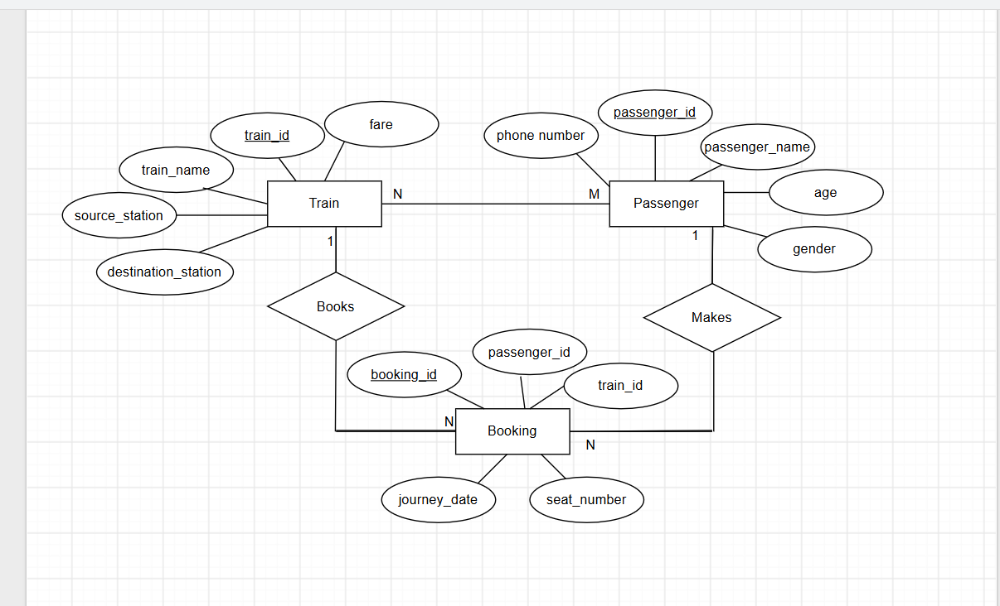 fare
passenger_id
train_id
phone number
passenger_name
train_name
age
Train
N
M
Passenger
source_station
1
1
gender
destination_station
Books
Makes
passenger_id
booking_id
train_id
N
Booking
N
journey_date
seat_number